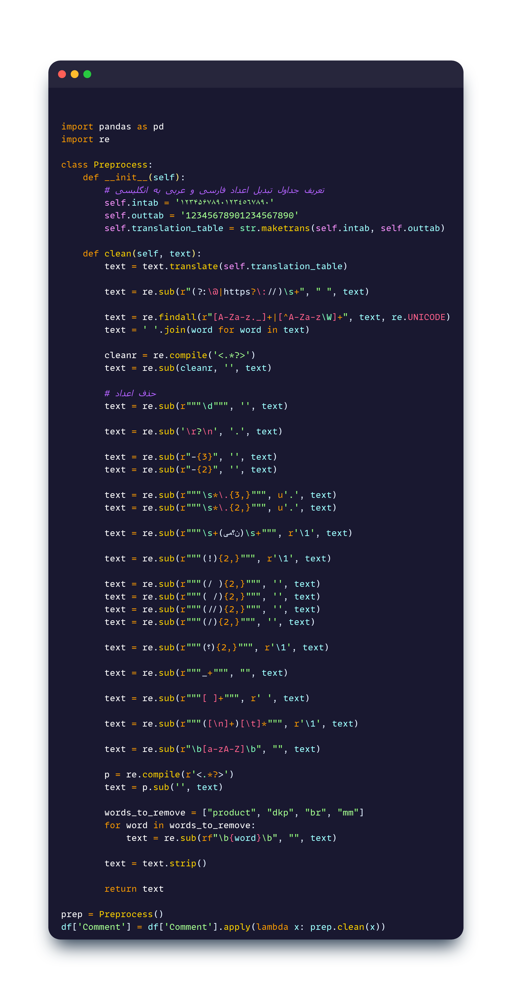 import pandas as pd
import re
class Preprocess:
    def __init__(self):
        # تعریف جداول تبدیل اعداد فارسی و عربی به انگلیسی
        self.intab = '۱۲۳۴۵۶۷۸۹۰١٢٣٤٥٦٧٨٩٠'
        self.outtab = '12345678901234567890'
        self.translation_table = str.maketrans(self.intab, self.outtab)
    def clean(self, text):
        text = text.translate(self.translation_table)
        text = re.sub(r"(?:\@|https?\://)\s+", " ", text)
        text = re.findall(r"[A-Za-z._]+|[^A-Za-z\W]+", text, re.UNICODE)
        text = ' '.join(word for word in text)
        cleanr = re.compile('<.*?>')
        text = re.sub(cleanr, '', text)
        # حذف اعداد
        text = re.sub(r"""\d""", '', text)
        text = re.sub('\r?\n', '.', text)
        text = re.sub(r"-{3}", '', text)
        text = re.sub(r"-{2}", '', text)
        text = re.sub(r"""\s*\.{3,}""", u'.', text)
        text = re.sub(r"""\s*\.{2,}""", u'.', text)
        text = re.sub(r"""\s+(ن؟می)\s+""", r'\1', text)
        text = re.sub(r"""(!){2,}""", r'\1', text)
        text = re.sub(r"""(/ ){2,}""", '', text)
        text = re.sub(r"""( /){2,}""", '', text)
        text = re.sub(r"""(//){2,}""", '', text)
        text = re.sub(r"""(/){2,}""", '', text)
        text = re.sub(r"""(؟){2,}""", r'\1', text)
        text = re.sub(r"""_+""", "", text)
        text = re.sub(r"""[ ]+""", r' ', text)
        text = re.sub(r"""([\n]+)[\t]*""", r'\1', text)
        text = re.sub(r"\b[a-zA-Z]\b", "", text)
        p = re.compile(r'<.*?>')
        text = p.sub('', text)
        words_to_remove = ["product", "dkp", "br", "mm"]
        for word in words_to_remove:
            text = re.sub(rf"\b{word}\b", "", text)
        text = text.strip()
        return text
prep = Preprocess()
df['Comment'] = df['Comment'].apply(lambda x: prep.clean(x))